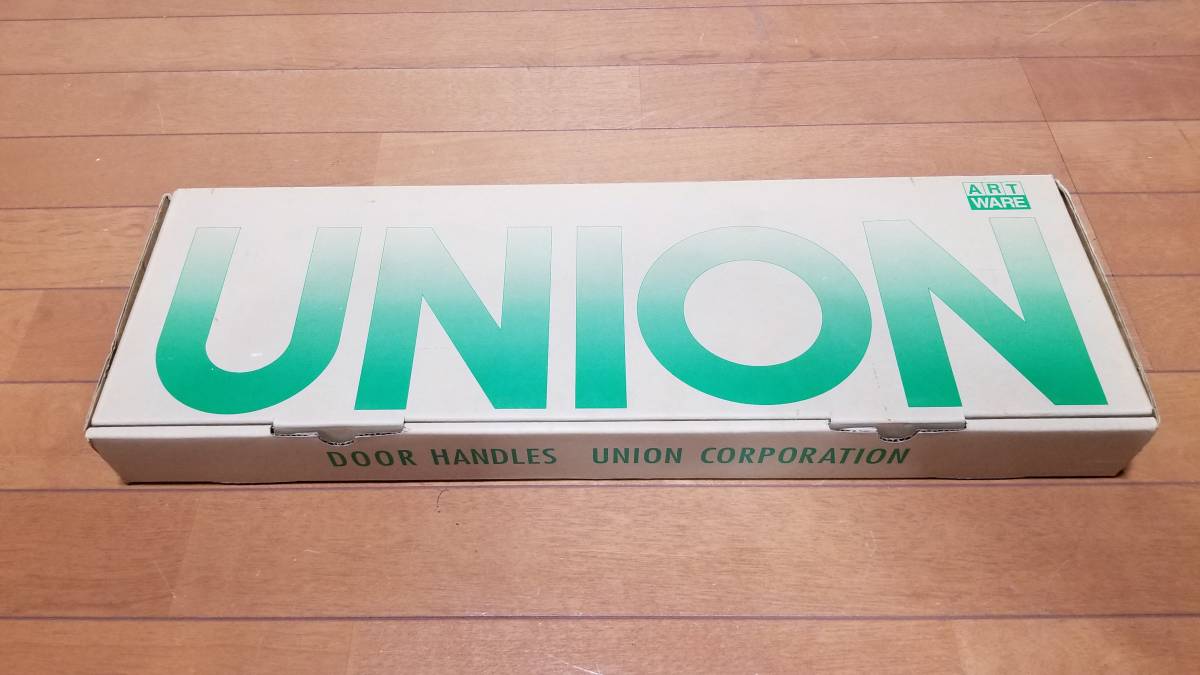 ART
WARE
UNION
DOOR HANDLES UNION CORPORATION